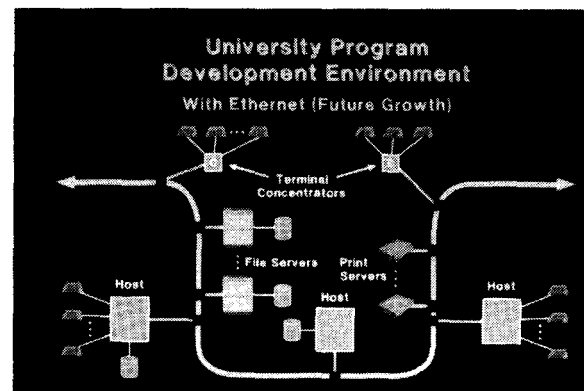 University Program
Development Environment
With Ethernet (Future Growth)
Terminal
Concentrators
File Servers
Print
Servers
Host
Host
Host